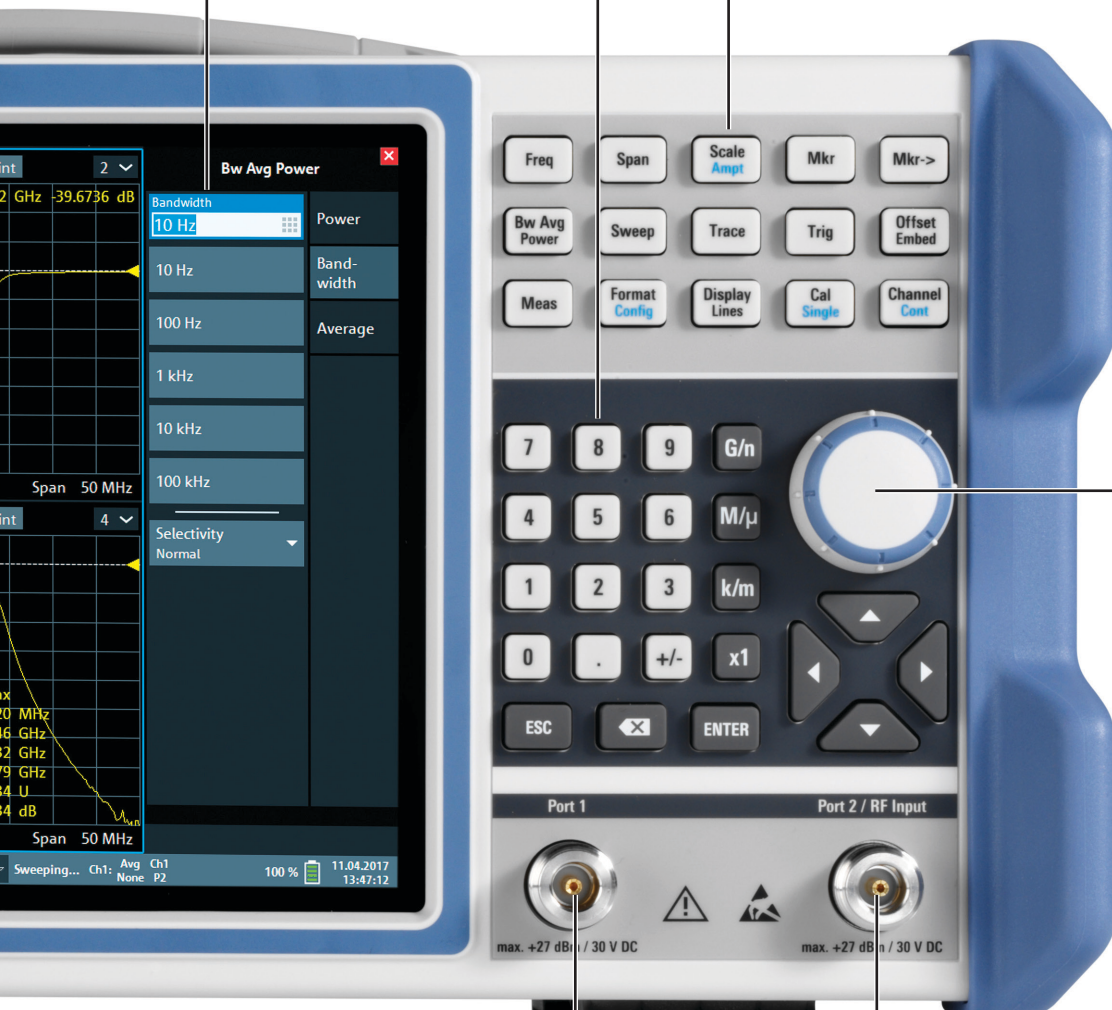 int
2
2 GHz -39.6736 dB
Span 50 MHz
int
4
ax
20 MHz
46 GHz
32 GHz
79 GHz
34 U
34 dB
Span 50 MHz
Bw Avg Power
Bandwidth
10 Hz
10 Hz
100 Hz
1 kHz
10 kHz
100 kHz
Selectivity
Normal
Power
Band-
width
Average
Sweeping... Ch1: Avg
None
Ch1
P2
100 %
11.04.2017
13:47:12
Freq
Span
Scale
Ampt
Mkr
Mkr->
Bw Avg
Power
Sweep
Trace
Trig
Offset
Embed
Meas
Format
Config
Display
Lines
Cal
Single
Channel
Cont
7 8 9 G/n
4 5 6 M/µ
1 2 3 k/m
0 . +/- x1
ESC
ENTER
Port 1
Port 2 / RF Input
max. +27 dBm / 30 V DC
max. +27 dBm / 30 V DC